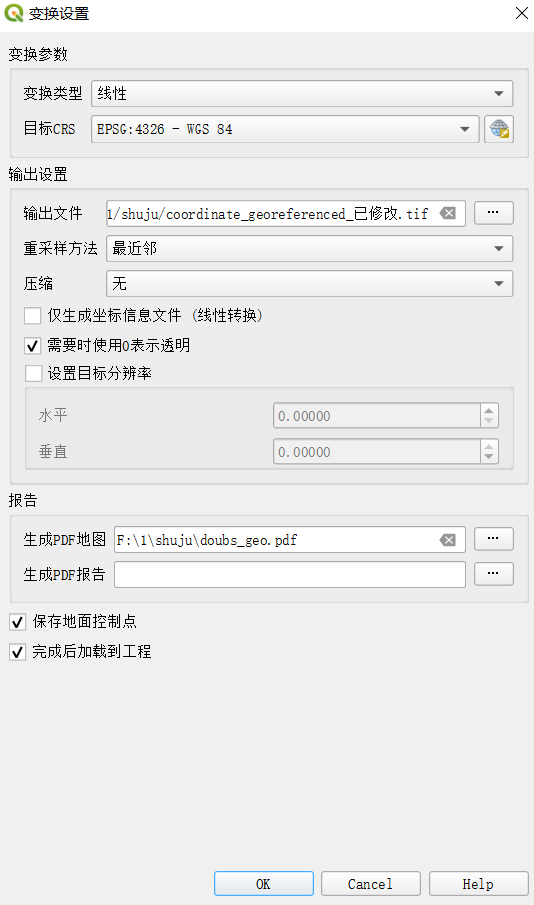 变换设置
变换参数
变换类型 线性
目标CRS EPSG:4326 - WGS 84
输出设置
输出文件 1/shuju/coordinate_georeferenced_已修改.tif ...
重采样方法 最近邻
压缩 无
仅生成坐标信息文件 (线性转换)
需要时使用0表示透明
设置目标分辨率
水平 0.00000
垂直 0.00000
报告
生成PDF地图 F:\1\shuju\doubs_geo.pdf ...
生成PDF报告 ...
保存地面控制点
完成后加载到工程
OK Cancel Help